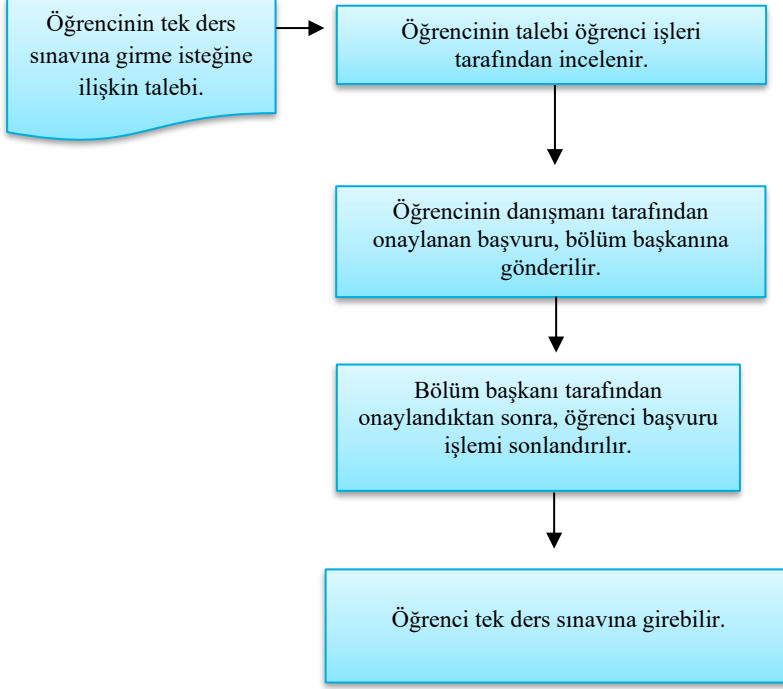 Öğrencinin tek ders
sınavına girme isteğine
ilişkin talebi.
Öğrencinin talebi öğrenci işleri
tarafından incelenir.
Öğrencinin danışmanı tarafından
onaylanan başvuru, bölüm başkanına
gönderilir.
Bölüm başkanı tarafından
onaylandıktan sonra, öğrenci başvuru
işlemi sonlandırılır.
Öğrenci tek ders sınavına girebilir.